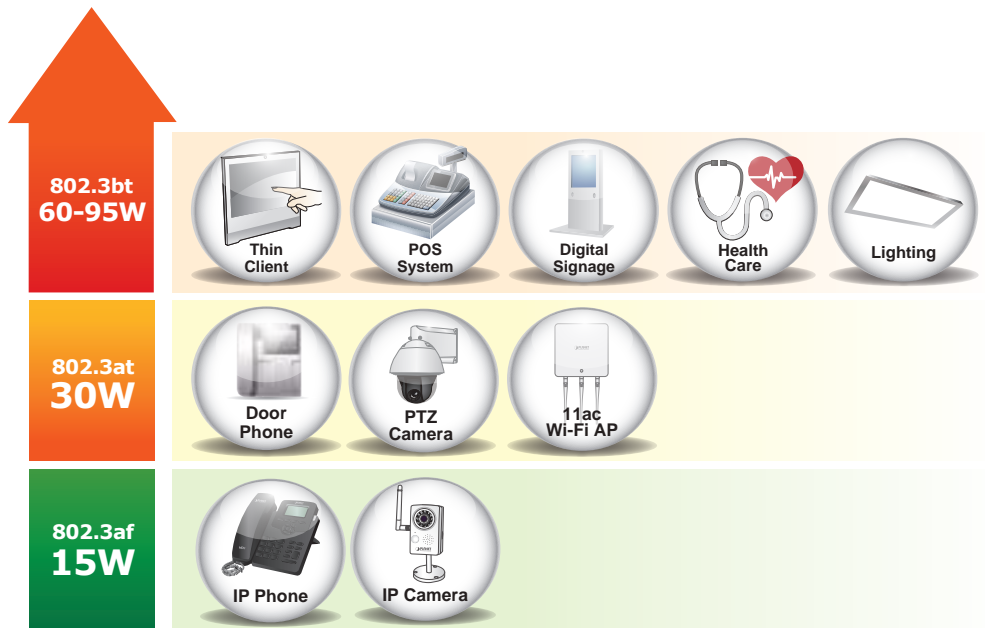 802.3bt
60-95W
Thin
Client
POS
System
Digital
Signage
Health
Care
Lighting
802.3at
30W
Door
Phone
PTZ
Camera
11ac
Wi-Fi AP
802.3af
15W
IP Phone
IP Camera